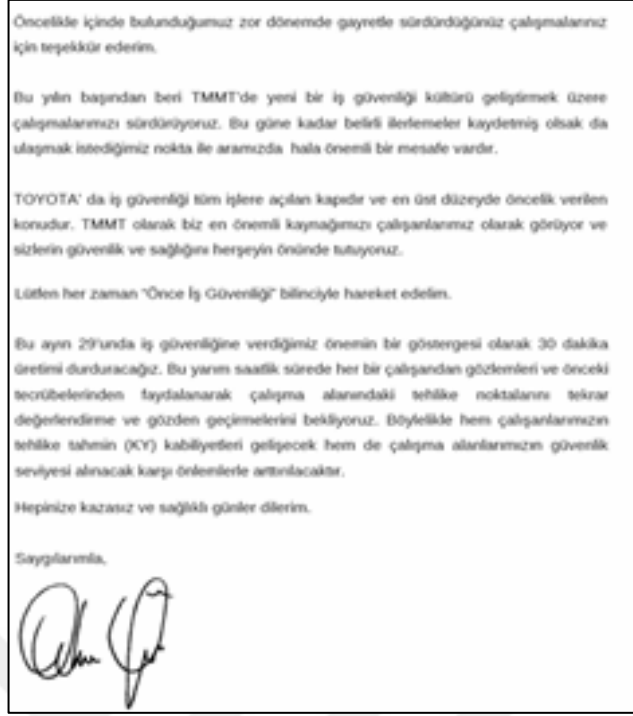 Öncelikle içinde bulunduğumuz zor dönemde gayretle sürdürdüğünüz çalışmalarınız
için teşekkür ederim.
Bu yılın başından beri TMMT'de yeni bir iş güvenliği kültürü geliştirmek üzere
çalışmalarımızı sürdürüyoruz. Bu güne kadar belirli ilerlemeler kaydetmiş olsak da
ulaşmak istediğimiz nokta ile aramızda hala önemli bir mesafe vardır.
TOYOTA' da iş güvenliği tüm işlere açılan kapıdır ve en üst düzeyde öncelik verilen
konudur. TMMT olarak biz en önemli kaynağımızı çalışanlarımız olarak görüyor ve
sizlerin güvenlik ve sağlığını herşeyin önünde tutuyoruz.
Lütfen her zaman "Önce İş Güvenliği" bilinciyle hareket edelim.
Bu ayın 29'unda iş güvenliğine verdiğimiz önemin bir göstergesi olarak 30 dakika
üretimi durduracağız. Bu yarım saatlik sürede her bir çalışandan gözlemleri ve önceki
tecrübelerinden faydalanarak çalışma alanındaki tehlike noktalarını tekrar
değerlendirme ve gözden geçirmelerini bekliyoruz. Böylelikle hem çalışanlarımızın
tehlike tahmin (KY) kabiliyetleri gelişecek hem de çalışma alanlarımızın güvenlik
seviyesi alınacak karşı önlemlerle arttırılacaktır.
Hepinize kazasız ve sağlıklı günler dilerim.
Saygılarımla,